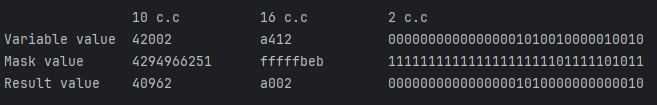 10 c.c 16 c.c 2 c.c
Variable value 42002 a412 00000000000000001010010000010010
Mask value 4294966251 fffffbeb 11111111111111111111101111101011
Result value 40962 a002 00000000000000001010000000000010